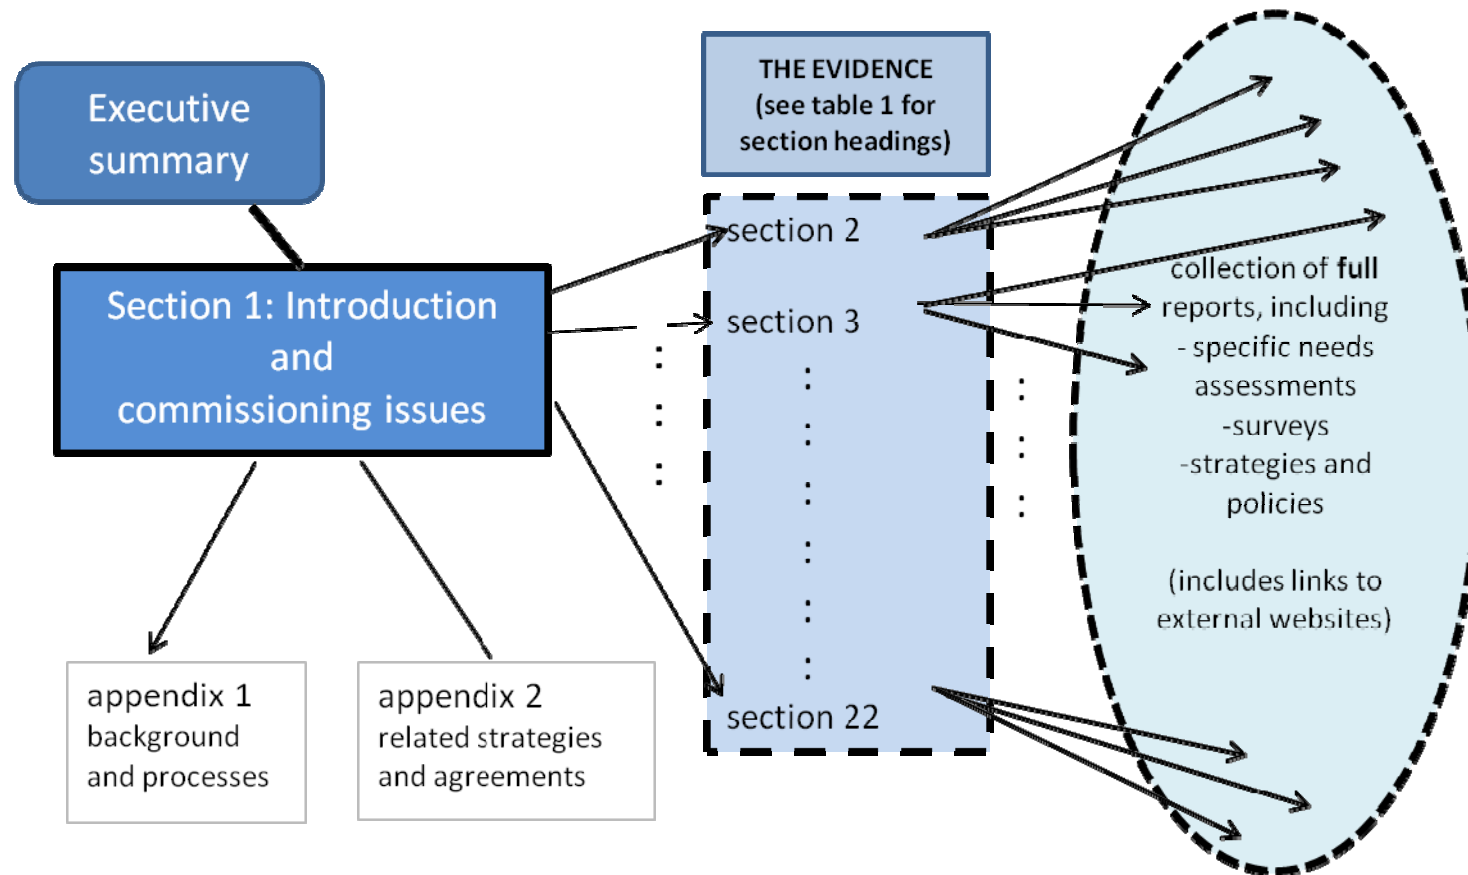 Executive
summary
THE EVIDENCE
(see table 1 for
section headings)
Section 1: Introduction
and
commissioning issues
section 2
section 3
section 22
collection of full
reports, including
- specific needs
assessments
-surveys
-strategies and
policies
(includes links to
external websites)
appendix 1
background
and processes
appendix 2
related strategies
and agreements